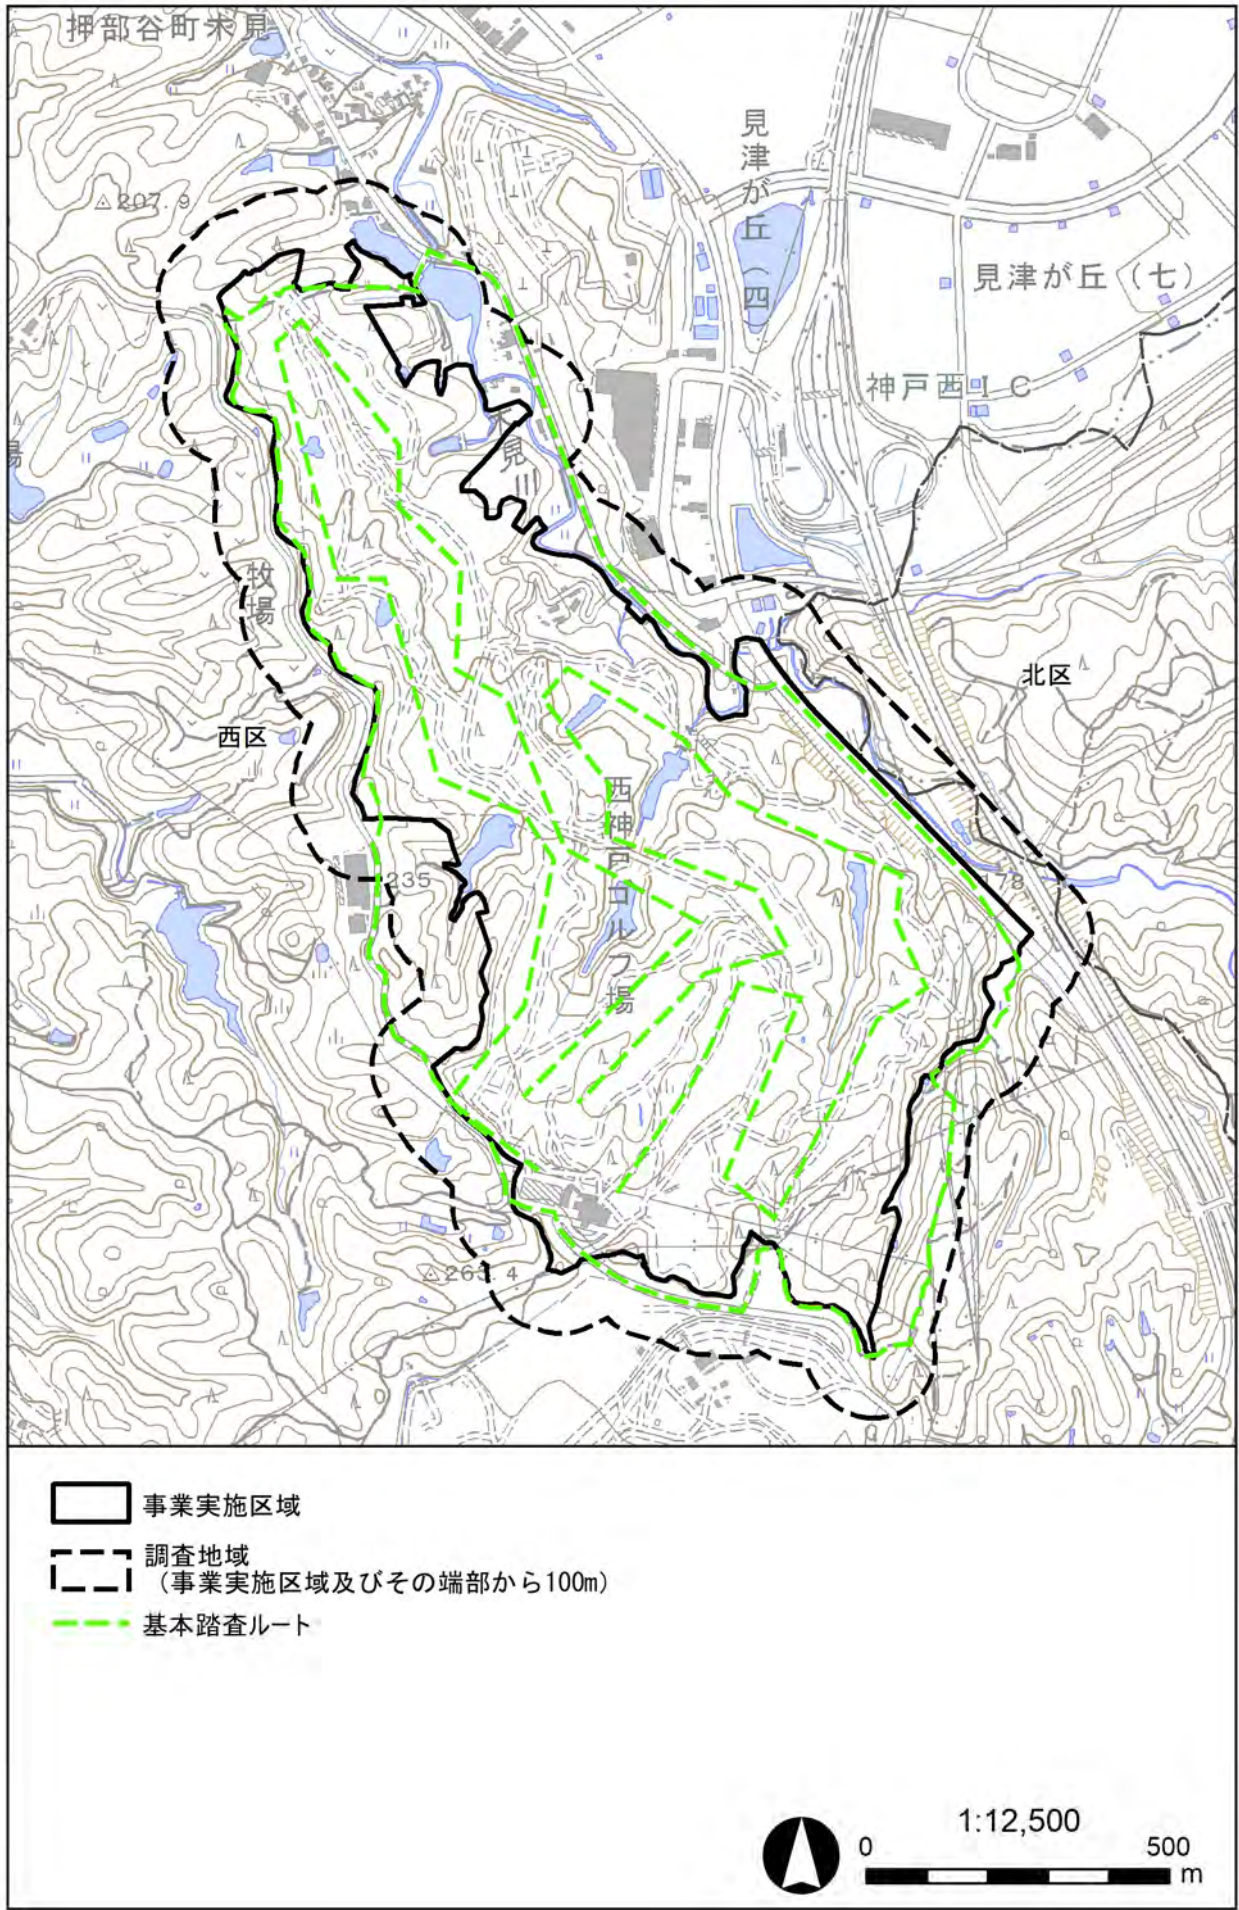 押部谷町木見
207.9
見津が丘（四）
見津が丘（七）
神戸西ＩＣ
木見川
牧場
北区
西区
西神戸ゴルフ場
235
178
240
263.4
事業実施区域
調査地域
（事業実施区域及びその端部から100m）
基本踏査ルート
1:12,500
0 500
m